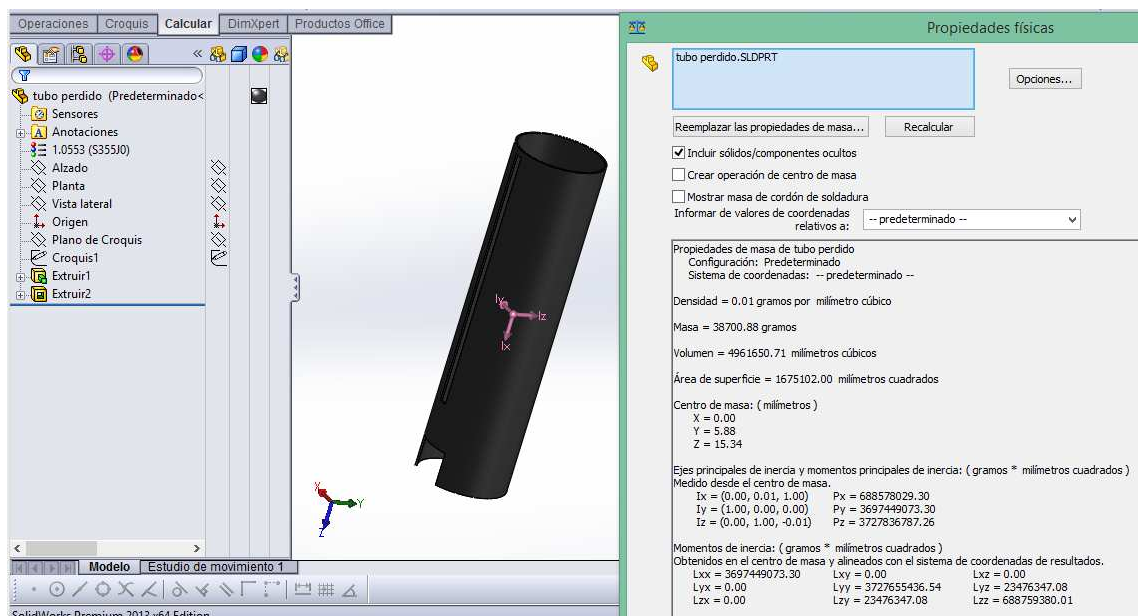 Operaciones Croquis Calcular DimXpert Productos Office
Propiedades físicas
tubo perdido (Predeterminado<
Sensores
Anotaciones
1.0553 (S355J0)
Alzado
Planta
Vista lateral
Origen
Plano de Croquis
Croquis1
Extruir1
Extruir2
Iy
Iz
Ix
X
Y
Z
Modelo Estudio de movimiento 1
tubo perdido.SLDPRT
Opciones...
Reemplazar las propiedades de masa... Recalcular
Incluir sólidos/componentes ocultos
Crear operación de centro de masa
Mostrar masa de cordón de soldadura
Informar de valores de coordenadas
relativos a: -- predeterminado --
Propiedades de masa de tubo perdido
Configuración: Predeterminado
Sistema de coordenadas: -- predeterminado --
Densidad = 0.01 gramos por milímetro cúbico
Masa = 38700.88 gramos
Volumen = 4961650.71 milímetros cúbicos
Área de superficie = 1675102.00 milímetros cuadrados
Centro de masa: ( milímetros )
X = 0.00
Y = 5.88
Z = 15.34
Ejes principales de inercia y momentos principales de inercia: ( gramos * milímetros cuadrados )
Medido desde el centro de masa.
Ix = (0.00, 0.01, 1.00) Px = 688578029.30
Iy = (1.00, 0.00, 0.00) Py = 3697449073.30
Iz = (0.00, 1.00, -0.01) Pz = 3727836787.26
Momentos de inercia: ( gramos * milímetros cuadrados )
Obtenidos en el centro de masa y alineados con el sistema de coordenadas de resultados.
Lxx = 3697449073.30 Lxy = 0.00 Lxz = 0.00
Lyx = 0.00 Lyy = 3727655436.54 Lyz = 23476347.08
Lzx = 0.00 Lzy = 23476347.08 Lzz = 688759380.01
SolidWorks Premium 2013 x64 Edition